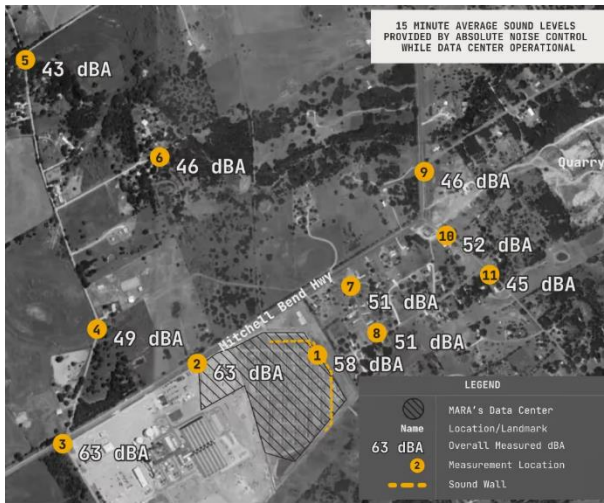 15 MINUTE AVERAGE SOUND LEVELS
PROVIDED BY ABSOLUTE NOISE CONTROL
WHILE DATA CENTER OPERATIONAL
5
43 dBA
6
46 dBA
9
46 dBA
Quarry
10
52 dBA
11
45 dBA
7
51 dBA
Mitchell Bend Hwy
8
51 dBA
4
49 dBA
2
63 dBA
1
58 dBA
3
63 dBA
LEGEND
MARA's Data Center
Name Location/Landmark
63 dBA Overall Measured dBA
2 Measurement Location
Sound Wall